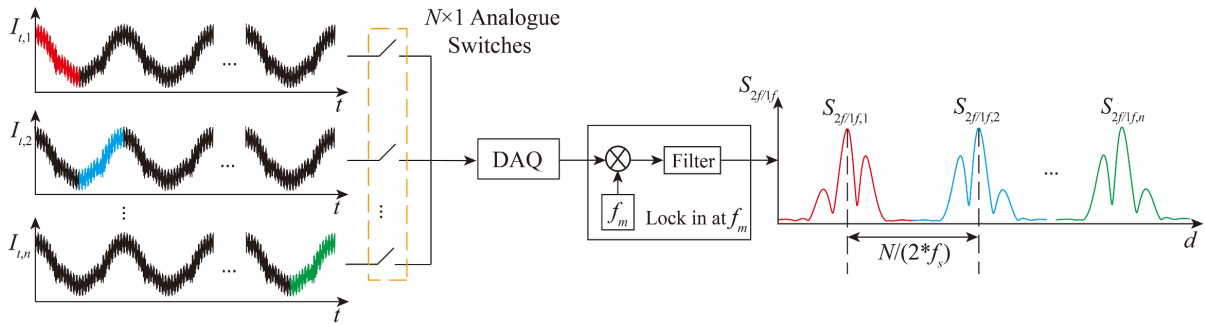 I_{t,1}
...
t
I_{t,2}
...
t
⋮
I_{t,n}
...
t
N×1 Analogue
Switches
⋮
DAQ
f_m
Filter
Lock in at f_m
S_{2f/1f}
S_{2f/1f,1}
S_{2f/1f,2}
S_{2f/1f,n}
...
N/(2*f_s)
d